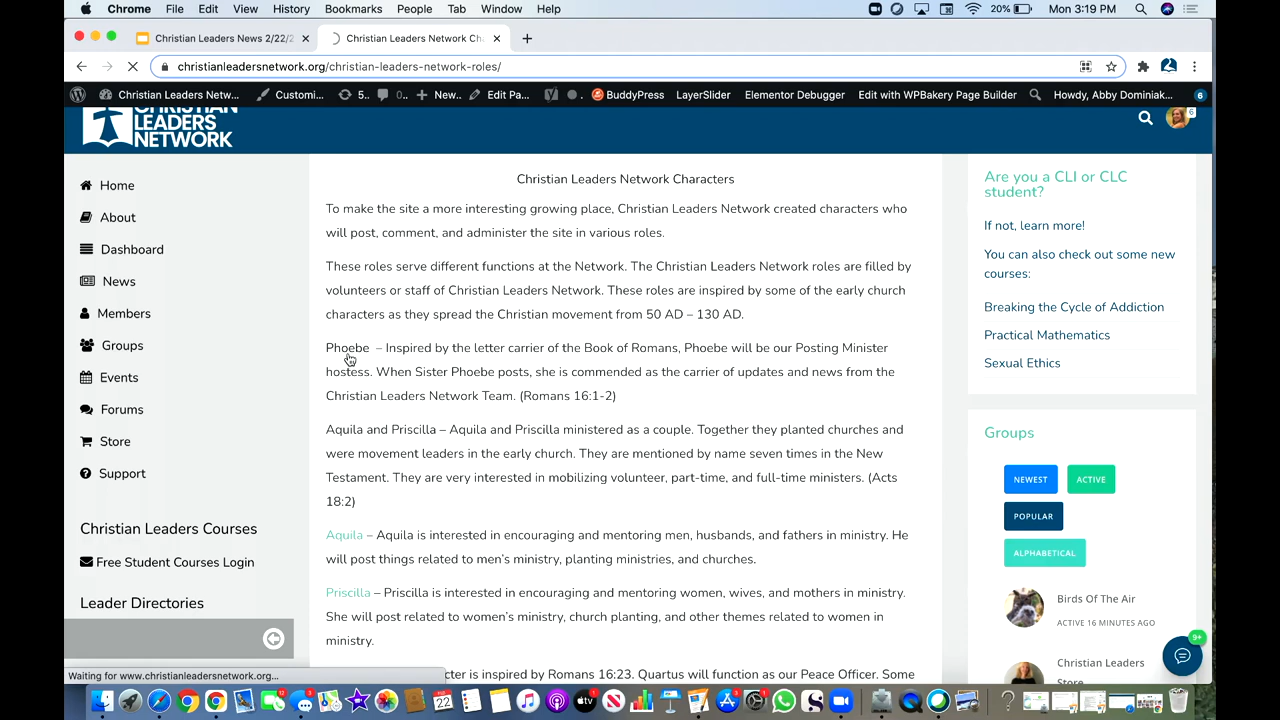 Chrome File Edit View History Bookmarks People Tab Window Help 20% Mon 3:19 PM
Christian Leaders News 2/22/2 Christian Leaders Network Ch
christianleadersnetwork.org/christian-leaders-network-roles/
Christian Leaders Netw... Customi... 5... 0... New... Edit Pa... BuddyPress LayerSlider Elementor Debugger Edit with WPBakery Page Builder Howdy, Abby Dominiak... 6
CHRISTIAN
LEADERS
NETWORK
6
Home
About
Dashboard
News
Members
Groups
Events
Forums
Store
Support
Christian Leaders Courses
Free Student Courses Login
Leader Directories
Waiting for www.christianleadersnetwork.org...
Christian Leaders Network Characters
To make the site a more interesting growing place, Christian Leaders Network created characters who
will post, comment, and administer the site in various roles.
These roles serve different functions at the Network. The Christian Leaders Network roles are filled by
volunteers or staff of Christian Leaders Network. These roles are inspired by some of the early church
characters as they spread the Christian movement from 50 AD – 130 AD.
Phoebe – Inspired by the letter carrier of the Book of Romans, Phoebe will be our Posting Minister
hostess. When Sister Phoebe posts, she is commended as the carrier of updates and news from the
Christian Leaders Network Team. (Romans 16:1-2)
Aquila and Priscilla – Aquila and Priscilla ministered as a couple. Together they planted churches and
were movement leaders in the early church. They are mentioned by name seven times in the New
Testament. They are very interested in mobilizing volunteer, part-time, and full-time ministers. (Acts
18:2)
Aquila – Aquila is interested in encouraging and mentoring men, husbands, and fathers in ministry. He
will post things related to men's ministry, planting ministries, and churches.
Priscilla – Priscilla is interested in encouraging and mentoring women, wives, and mothers in ministry.
She will post related to women's ministry, church planting, and other themes related to women in
ministry.
is inspired by Romans 16:23. Quartus will function as our Peace Officer. Some
Are you a CLI or CLC
student?
If not, learn more!
You can also check out some new
courses:
Breaking the Cycle of Addiction
Practical Mathematics
Sexual Ethics
Groups
NEWEST
ACTIVE
POPULAR
ALPHABETICAL
Birds Of The Air
ACTIVE 16 MINUTES AGO
Christian Leaders
Store
9+